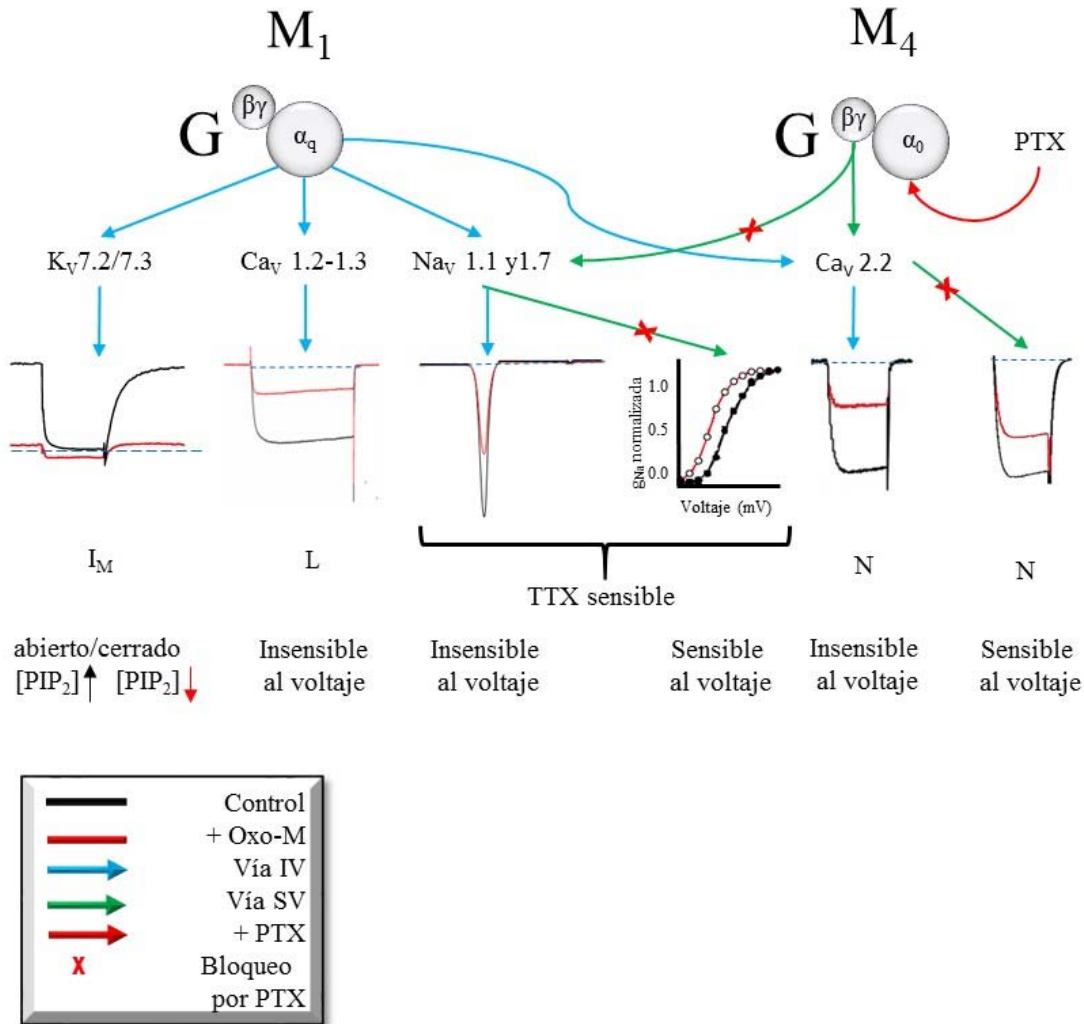 M1
M4
G
βγ
αq
G
βγ
α0
PTX
KV7.2/7.3
CaV 1.2-1.3
NaV 1.1 y1.7
CaV 2.2
gNa normalizada
1.0
0.5
0.0
Voltaje (mV)
IM
L
N
N
TTX sensible
abierto/cerrado
[PIP2] [PIP2]
Insensible
al voltaje
Insensible
al voltaje
Sensible
al voltaje
Insensible
al voltaje
Sensible
al voltaje
Control
+ Oxo-M
Vía IV
Vía SV
+ PTX
X Bloqueo
por PTX